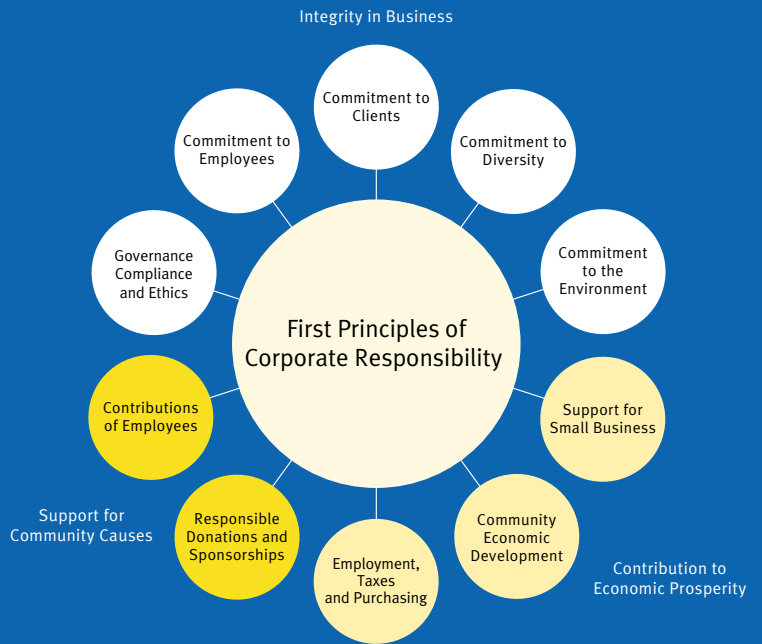 Integrity in Business
Commitment to
Clients
Commitment to
Employees
Commitment to
Diversity
Governance
Compliance
and Ethics
Commitment
to the
Environment
First Principles of
Corporate Responsibility
Contributions
of Employees
Support for
Small Business
Support for
Community Causes
Responsible
Donations and
Sponsorships
Employment,
Taxes
and Purchasing
Community
Economic
Development
Contribution to
Economic Prosperity